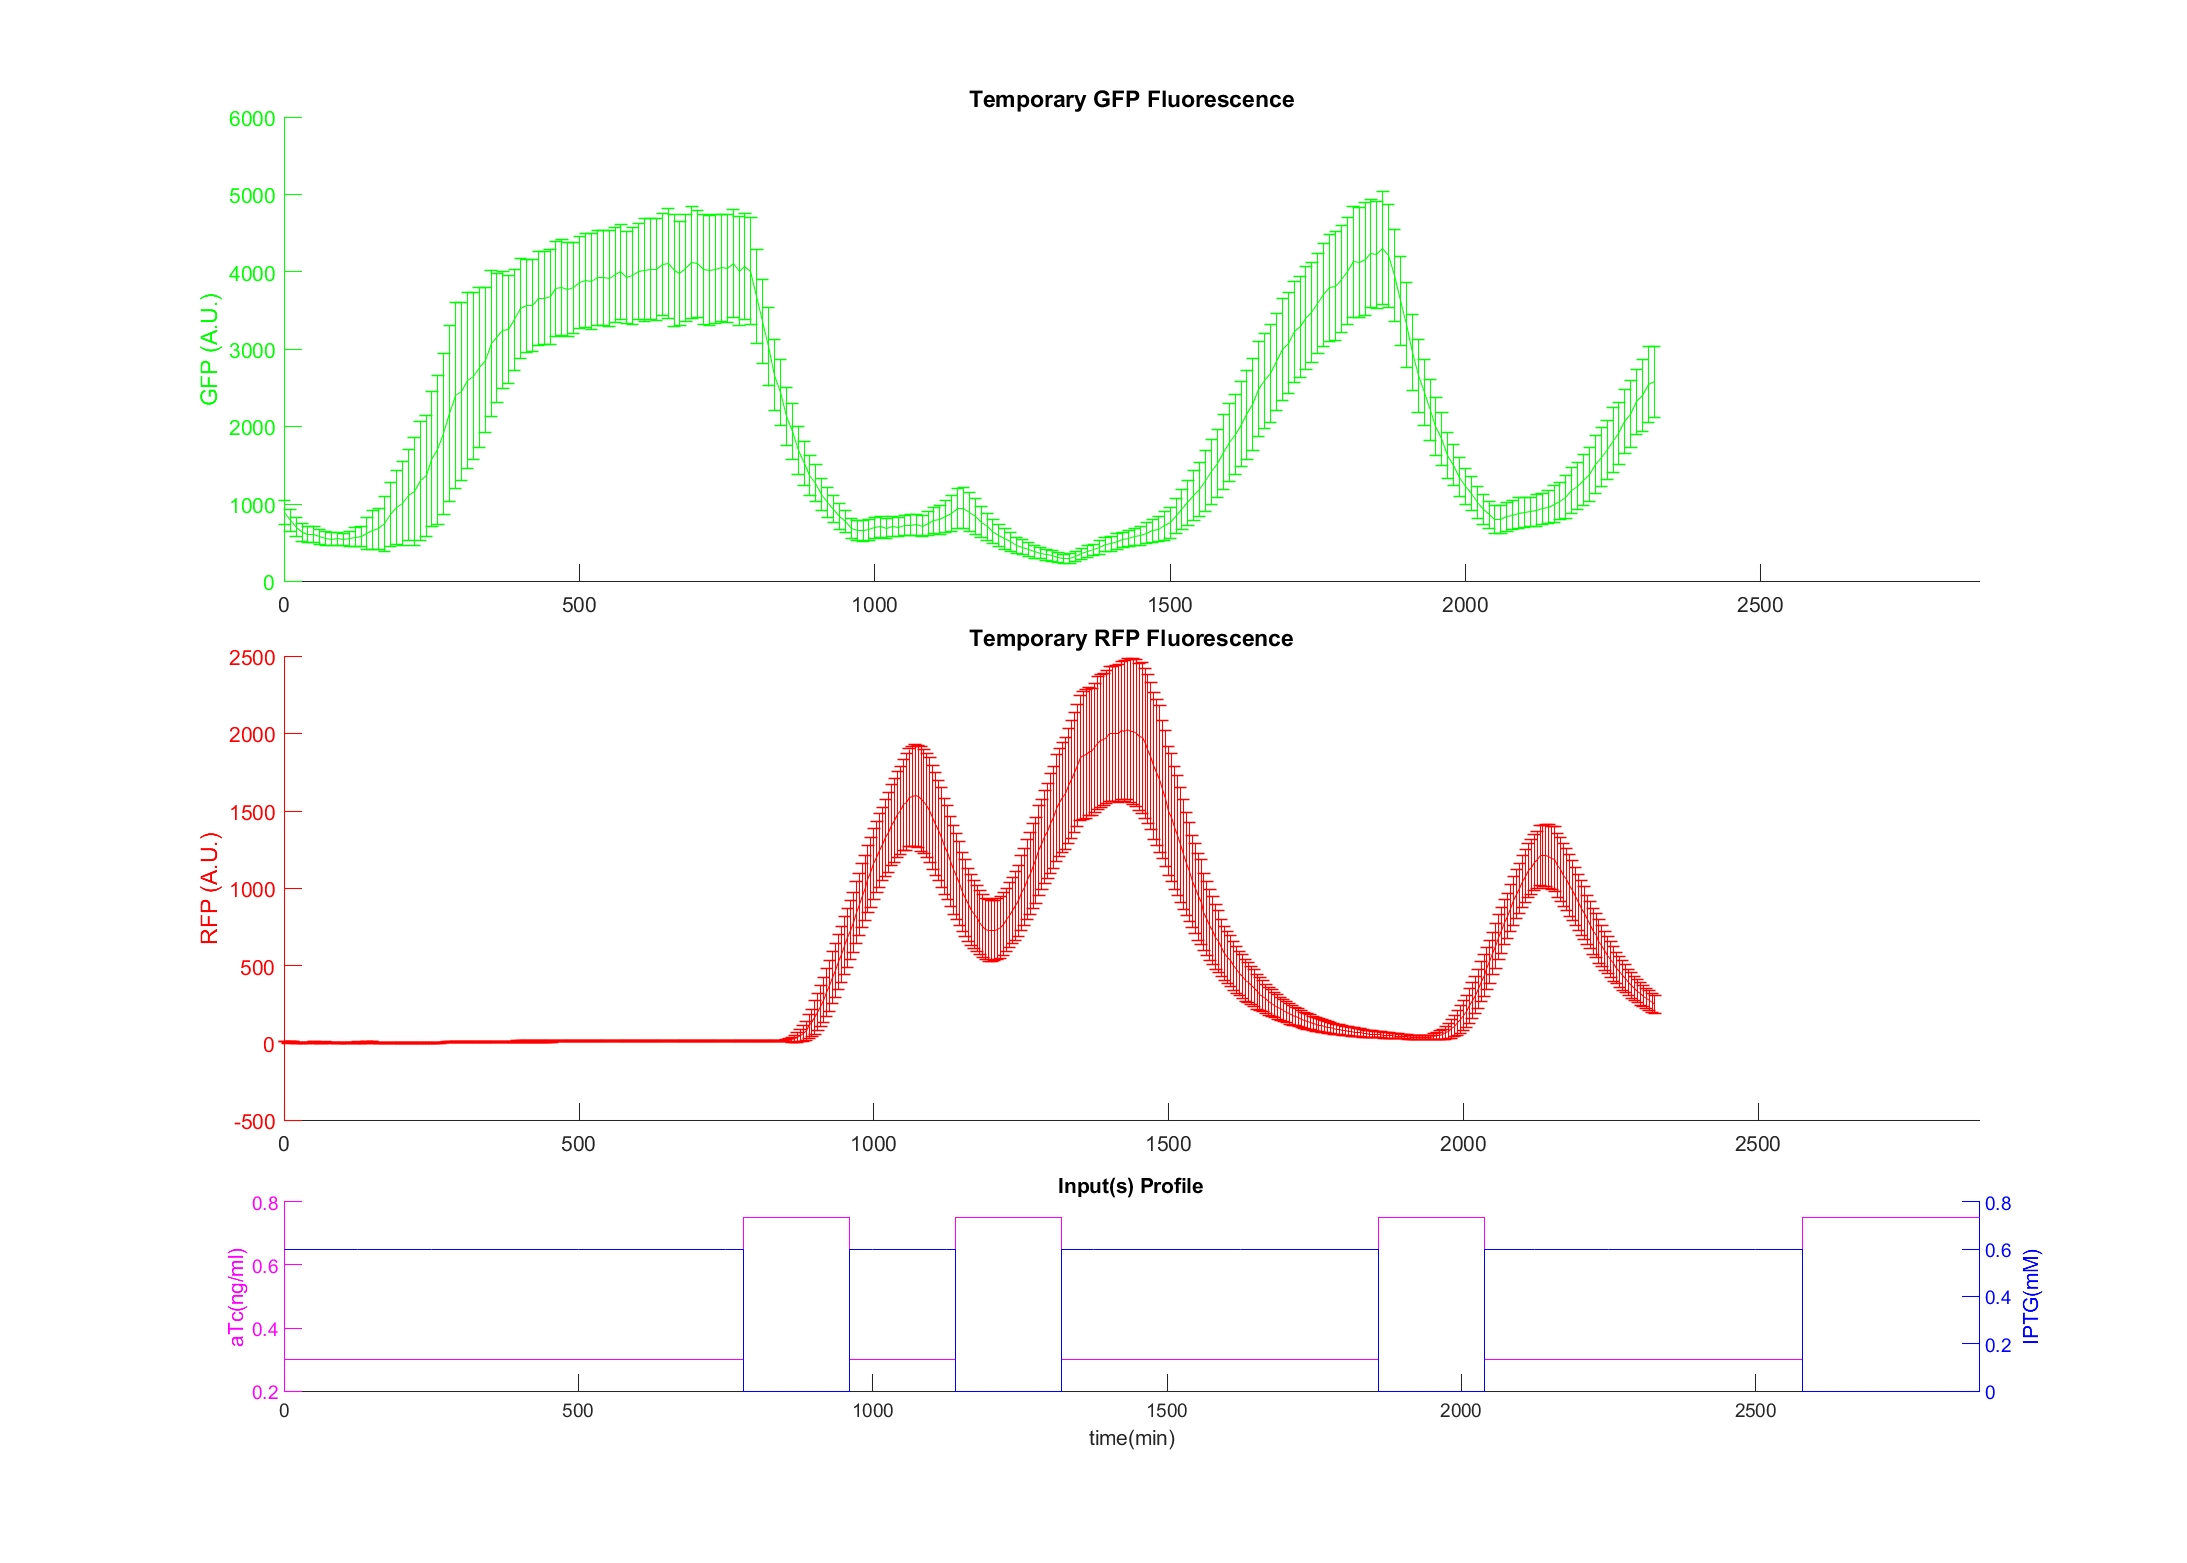 Temporary GFP Fluorescence
6000
5000
4000
3000
2000
1000
0
GFP (A.U.)
0 500 1000 1500 2000 2500
Temporary RFP Fluorescence
2500
2000
1500
1000
500
0
-500
RFP (A.U.)
0 500 1000 1500 2000 2500
Input(s) Profile
0.8
0.6
0.4
0.2
aTc(ng/ml)
0.8
0.6
0.4
0.2
0
IPTG(mM)
0 500 1000 1500 2000 2500
time(min)